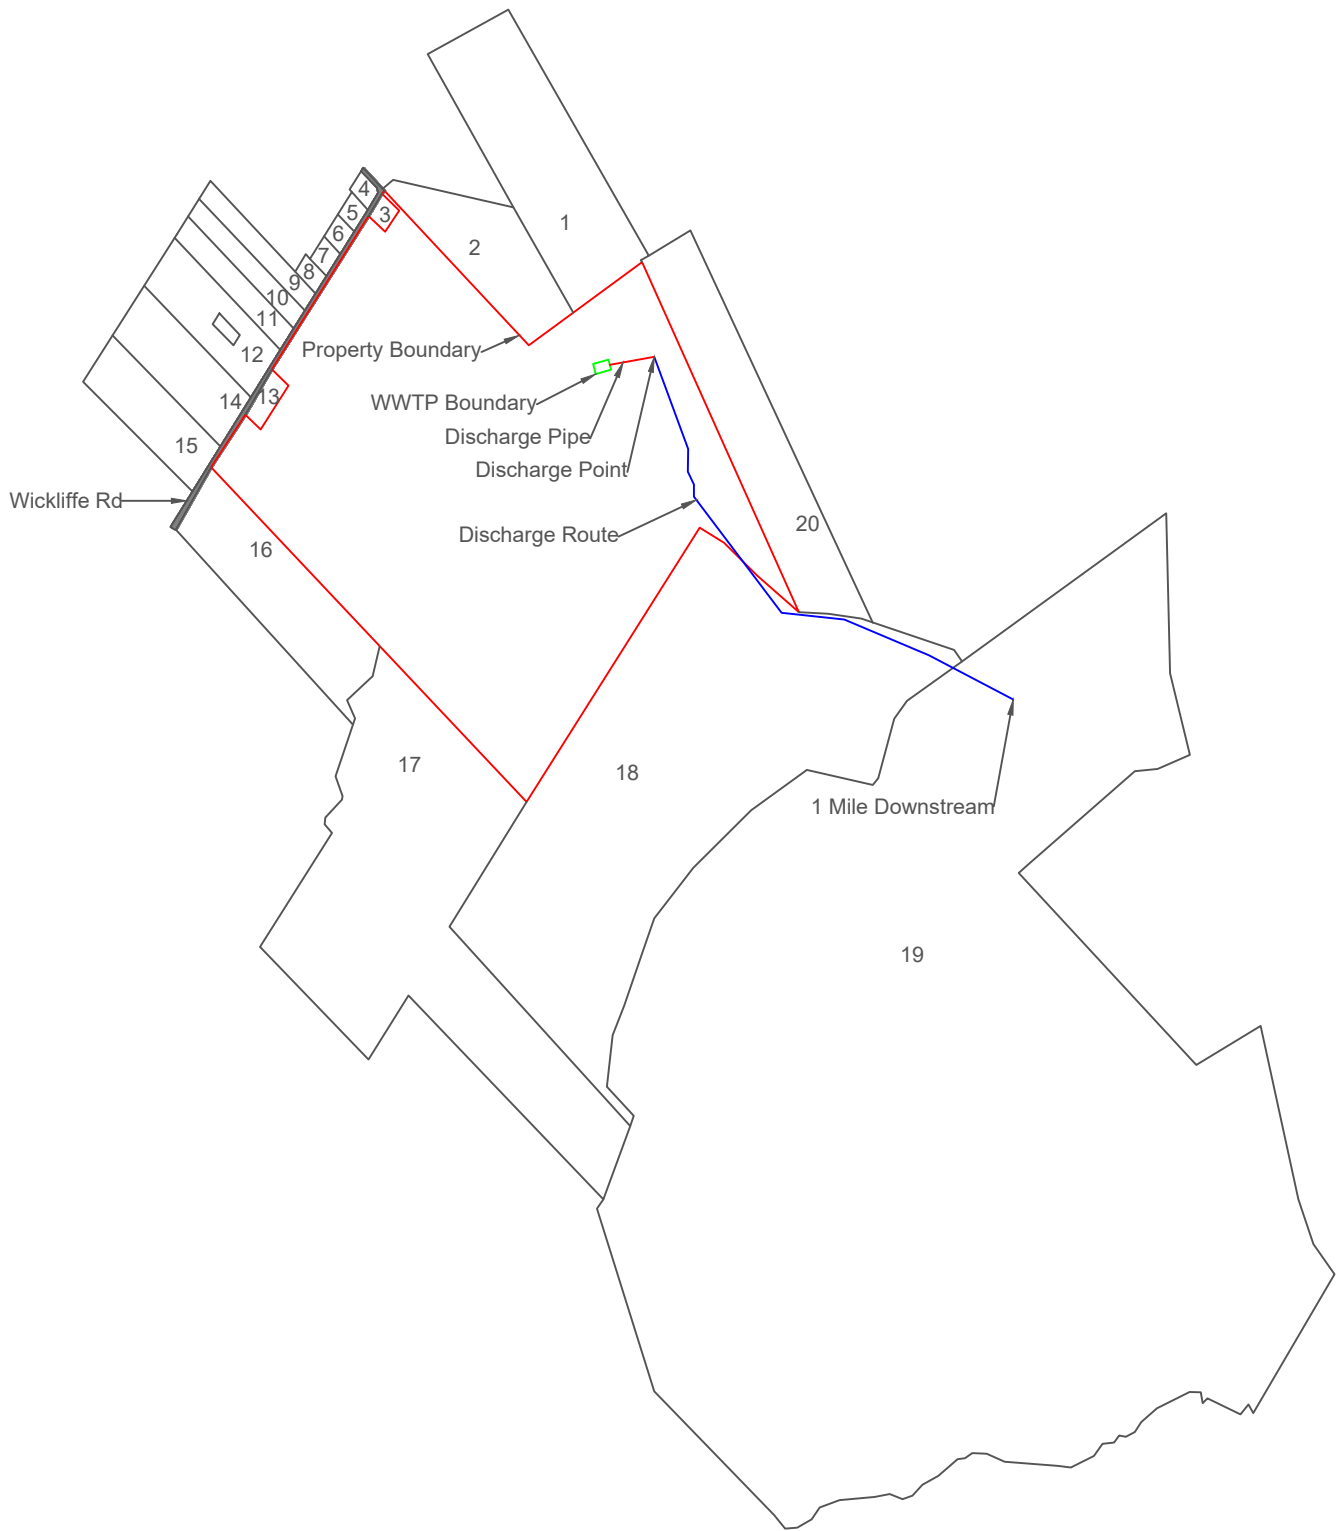 4
3
5
1
6
2
7
8
9
10
11
Property Boundary
12
13
14
WWTP Boundary
Discharge Pipe
15
Discharge Point
Wickliffe Rd
20
Discharge Route
16
17
18
1 Mile Downstream
19